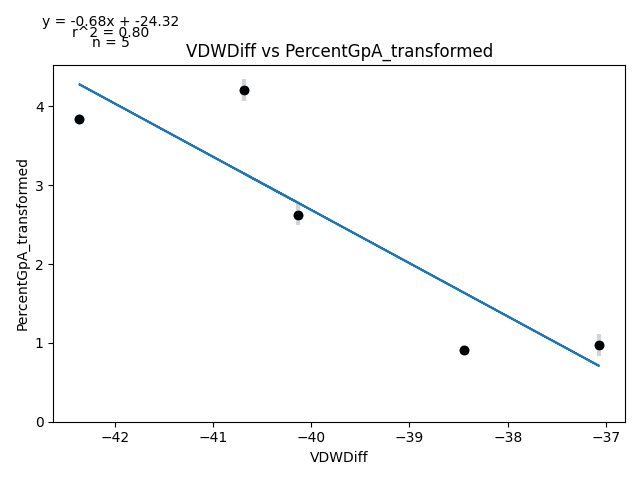 y = -0.68x + -24.32
r^2 = 0.80
n = 5
VDWDiff vs PercentGpA_transformed
PercentGpA_transformed
4
3
2
1
0
−42
−41
−40
−39
−38
−37
VDWDiff